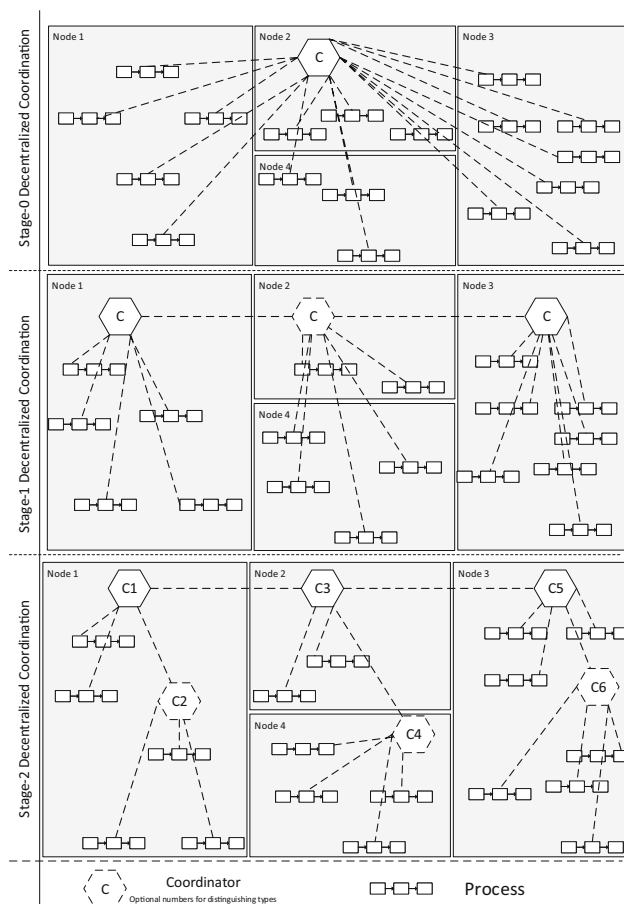 Stage-0 Decentralized Coordination
Node 1
Node 2
Node 3
C
Node 4
Stage-1 Decentralized Coordination
Node 1
Node 2
Node 3
C
C
C
Node 4
Stage-2 Decentralized Coordination
Node 1
Node 2
Node 3
C1
C3
C5
C2
C6
Node 4
C4
C
Coordinator
Optional numbers for distinguishing types
Process